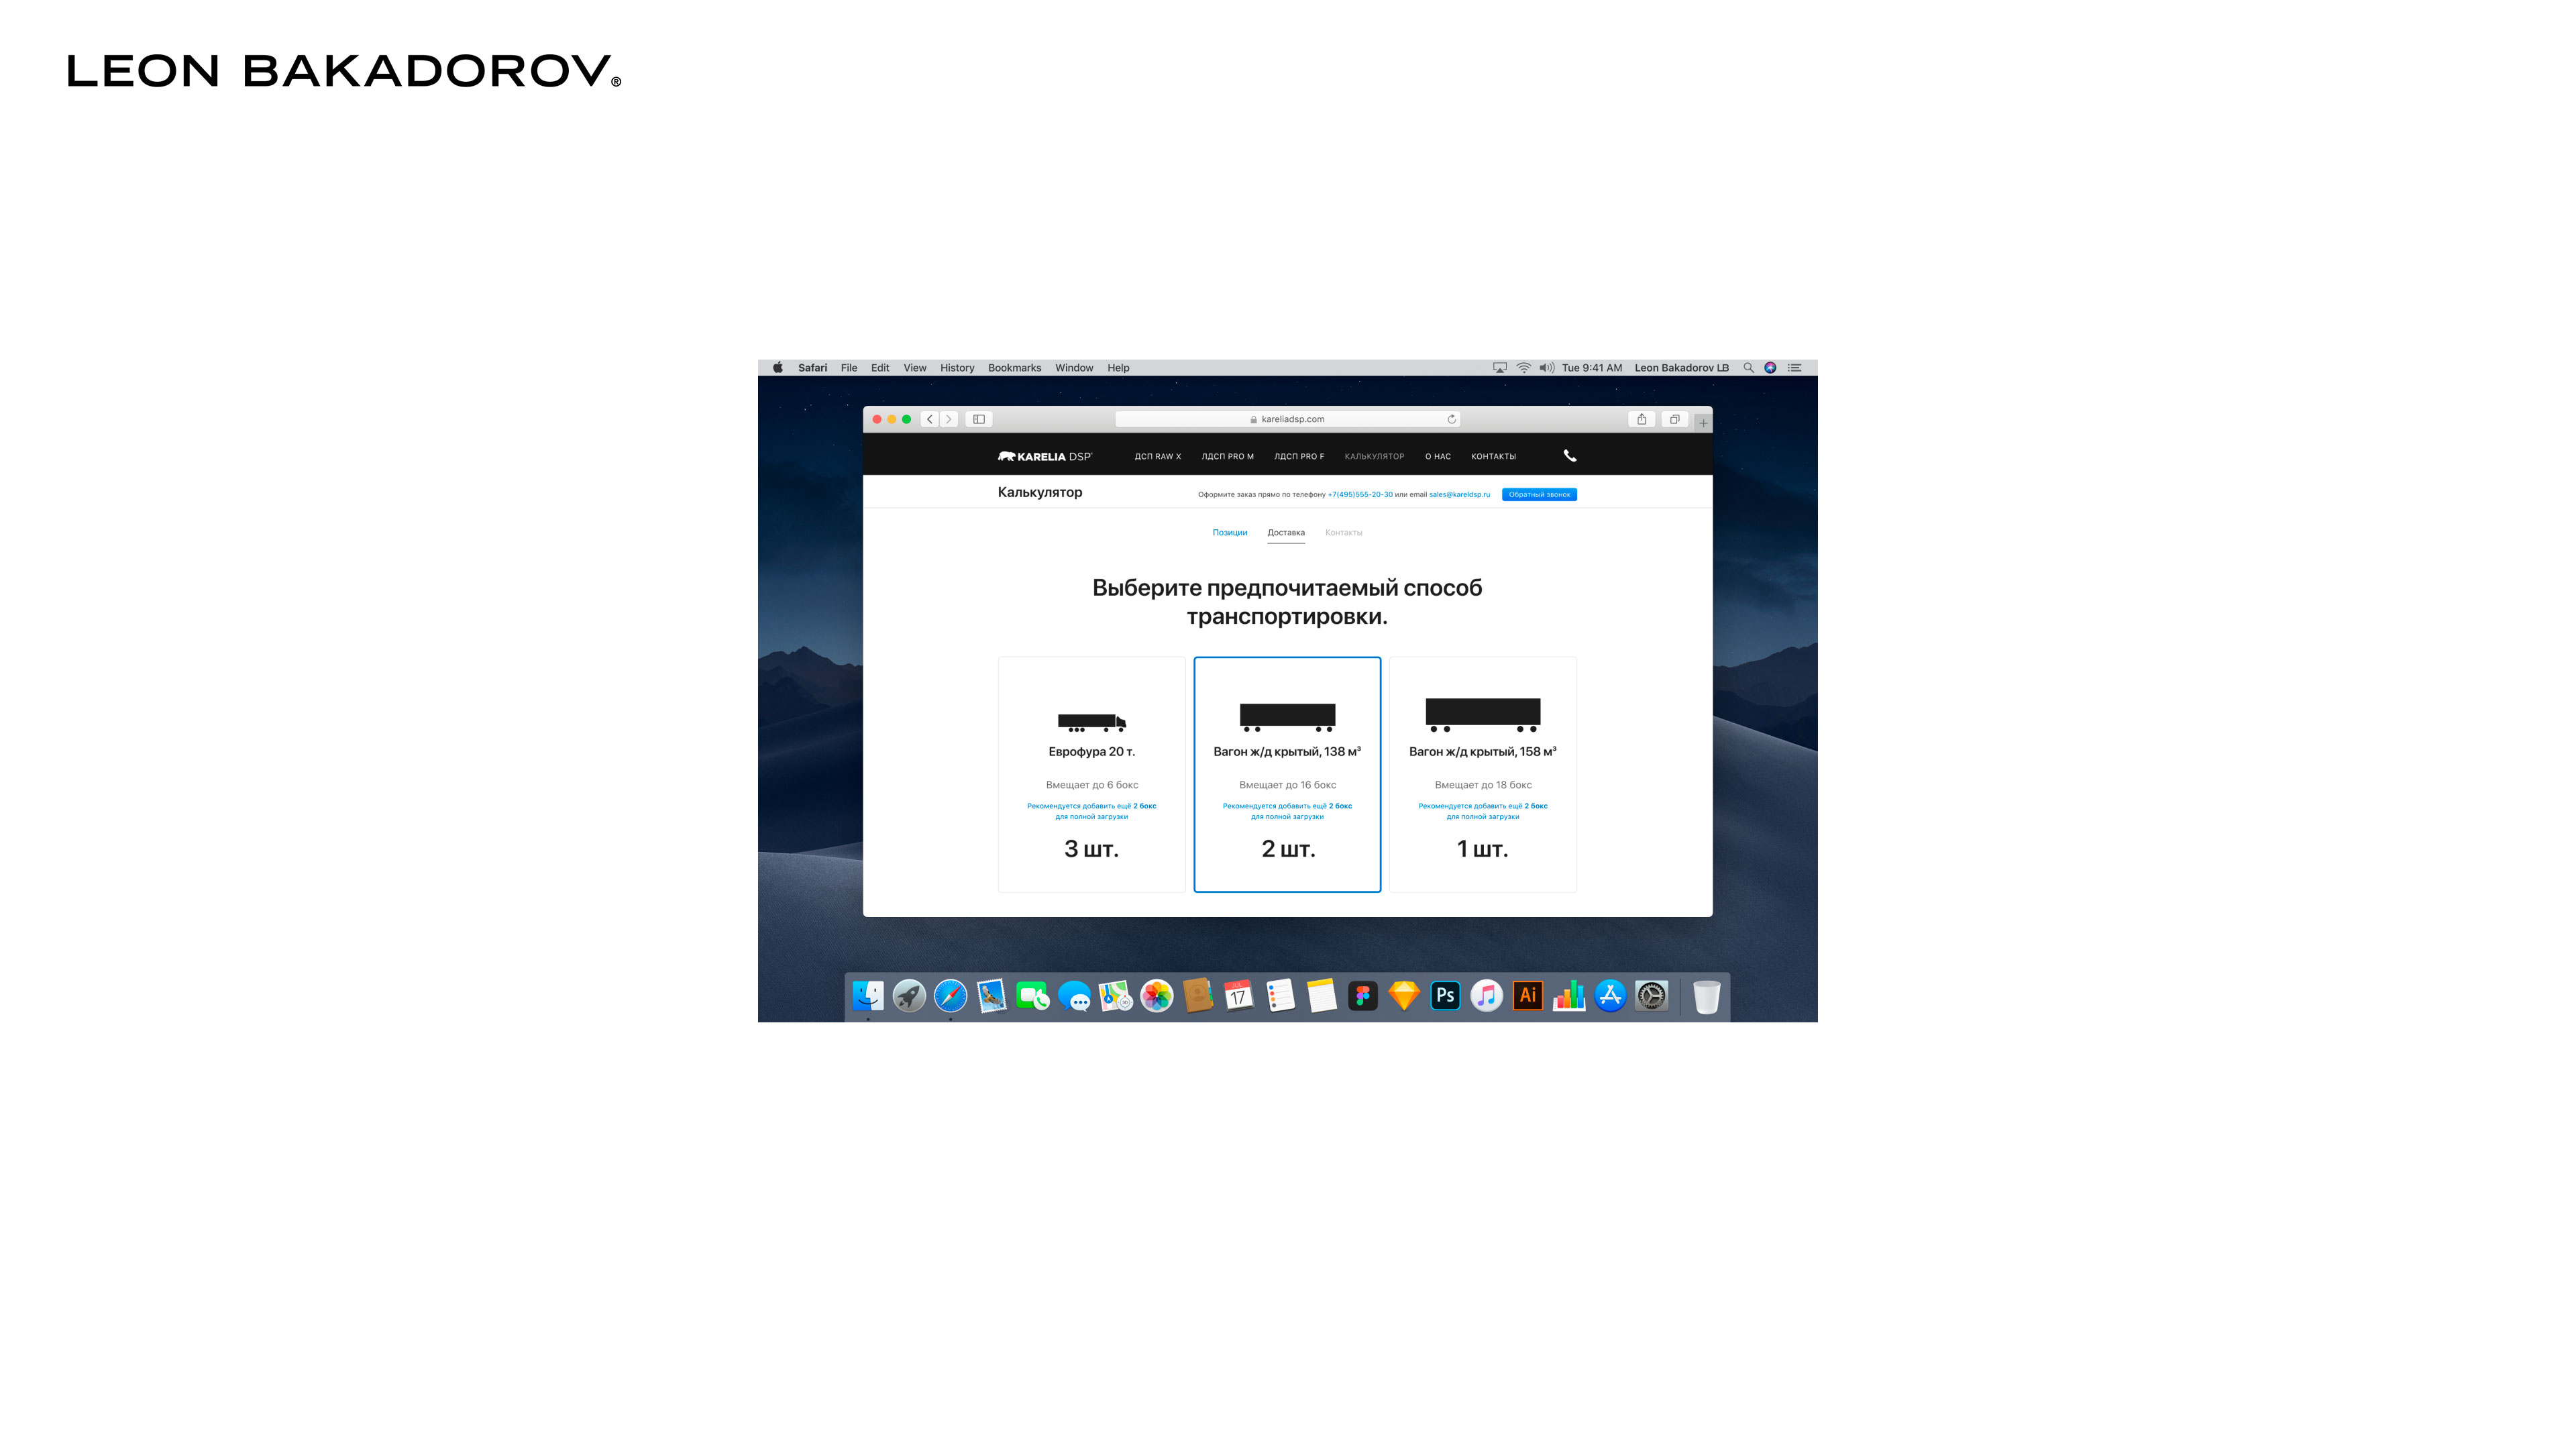 LEON BAKADOROV®
Safari File Edit View History Bookmarks Window Help
Tue 9:41 AM Leon Bakadorov LB
kareliadsp.com
KARELIA DSP
ДСП RAW X ЛДСП PRO M ЛДСП PRO F КАЛЬКУЛЯТОР О НАС КОНТАКТЫ
Калькулятор
Оформите заказ прямо по телефону +7(495)555-20-30 или email sales@kareldsp.ru
Обратный звонок
Позиции Доставка Контакты
Выберите предпочитаемый способ
транспортировки.
Еврофура 20 т.
Вмещает до 6 бокс
Рекомендуется добавить ещё 2 бокс
для полной загрузки
3 шт.
Вагон ж/д крытый, 138 м³
Вмещает до 16 бокс
Рекомендуется добавить ещё 2 бокс
для полной загрузки
2 шт.
Вагон ж/д крытый, 158 м³
Вмещает до 18 бокс
Рекомендуется добавить ещё 2 бокс
для полной загрузки
1 шт.
JUL
17
Ps
Ai